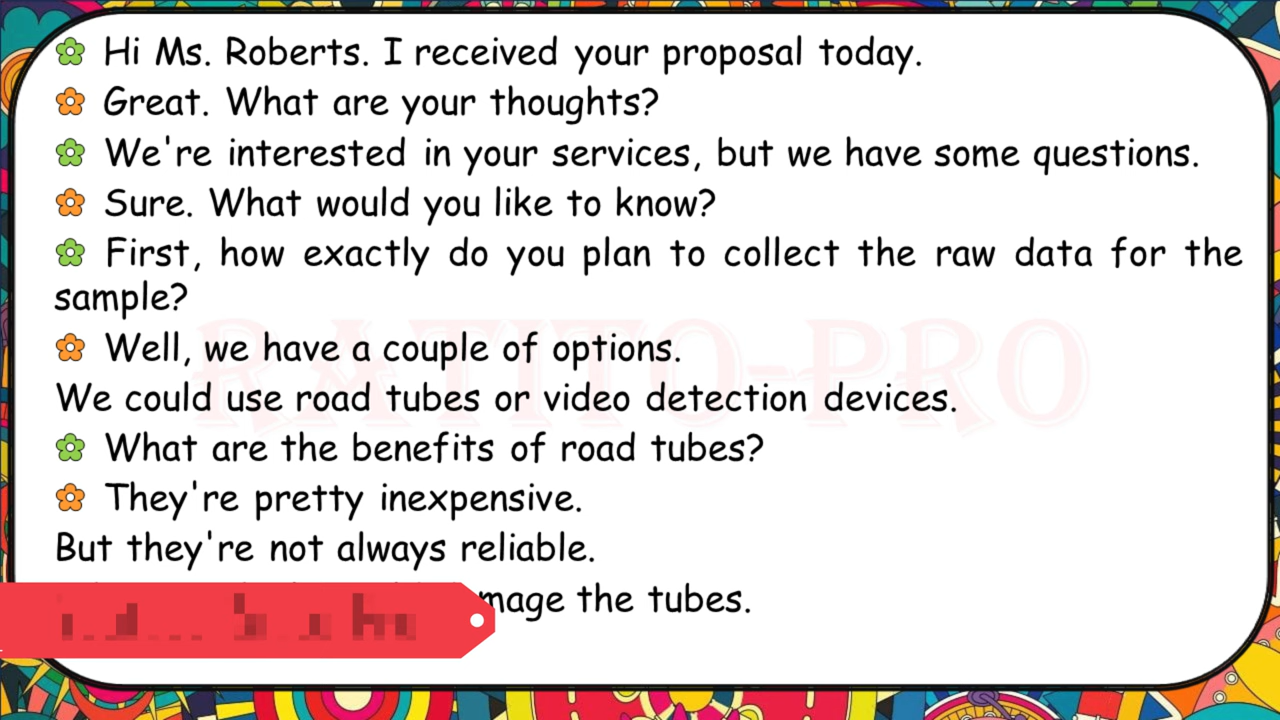 Hi Ms. Roberts. I received your proposal today.
Great. What are your thoughts?
We're interested in your services, but we have some questions.
Sure. What would you like to know?
First, how exactly do you plan to collect the raw data for the
sample?
Well, we have a couple of options.
We could use road tubes or video detection devices.
What are the benefits of road tubes?
They're pretty inexpensive.
But they're not always reliable.
the tubes.
RATITO-PRO